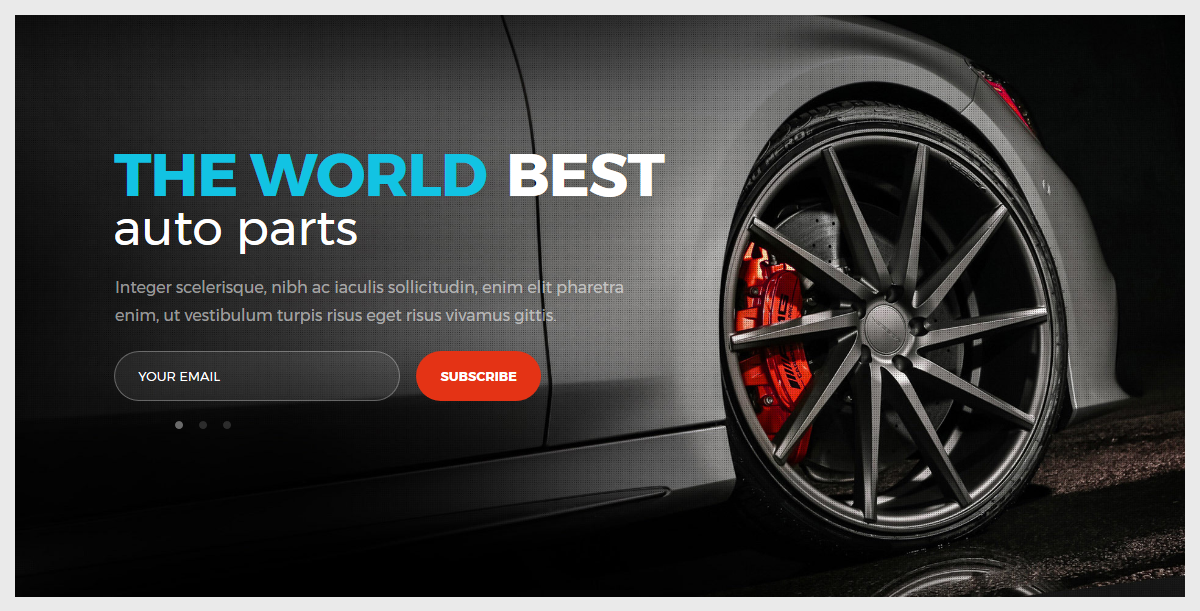 THE WORLD BEST
auto parts
Integer scelerisque, nibh ac iaculis sollicitudin, enim elit pharetra
enim, ut vestibulum turpis risus eget risus vivamus gittis.
YOUR EMAIL
SUBSCRIBE